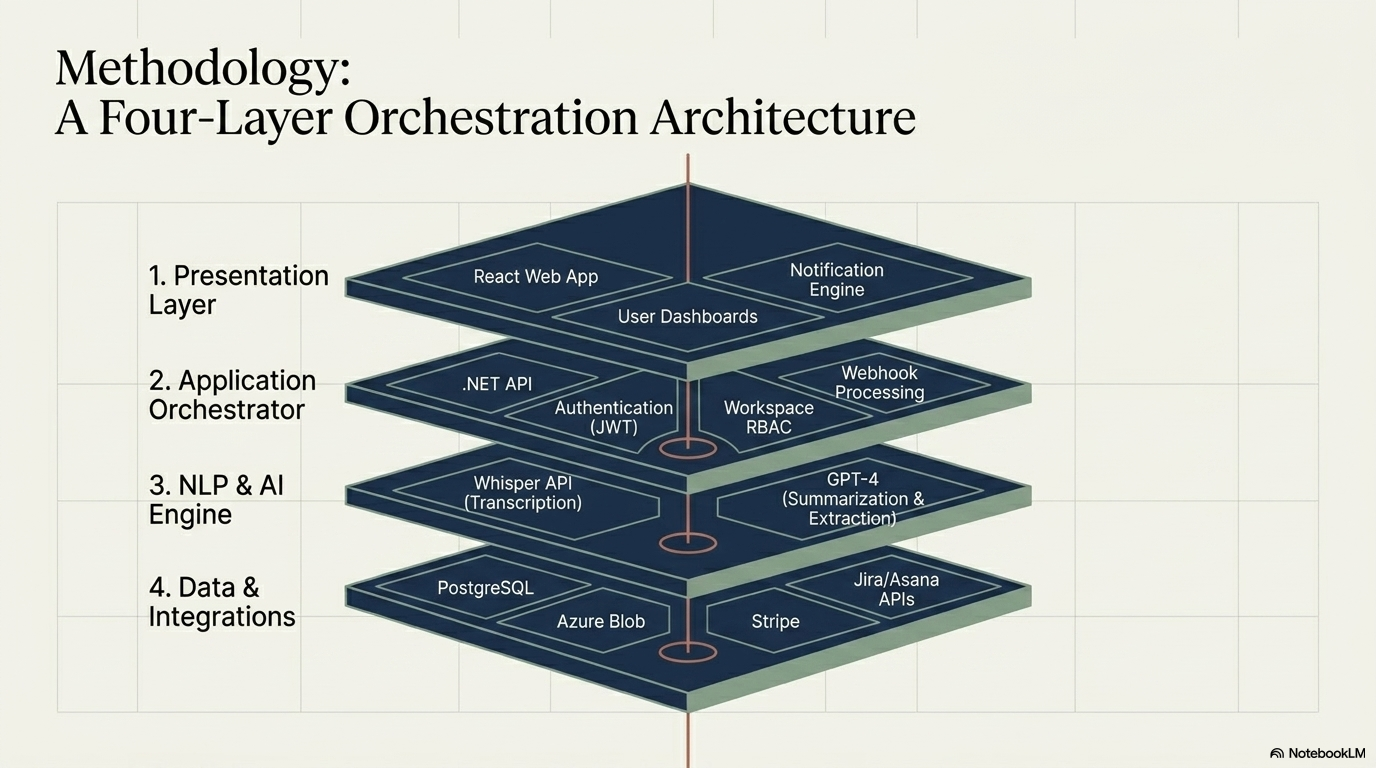 Methodology:
A Four-Layer Orchestration Architecture
1. Presentation
Layer
React Web App
Notification
Engine
User Dashboards
2. Application
Orchestrator
.NET API
Authentication
(JWT)
Workspace
RBAC
Webhook
Processing
3. NLP & AI
Engine
Whisper API
(Transcription)
GPT-4
(Summarization &
Extraction)
4. Data &
Integrations
PostgreSQL
Azure Blob
Stripe
Jira/Asana
APIs
NotebookLM